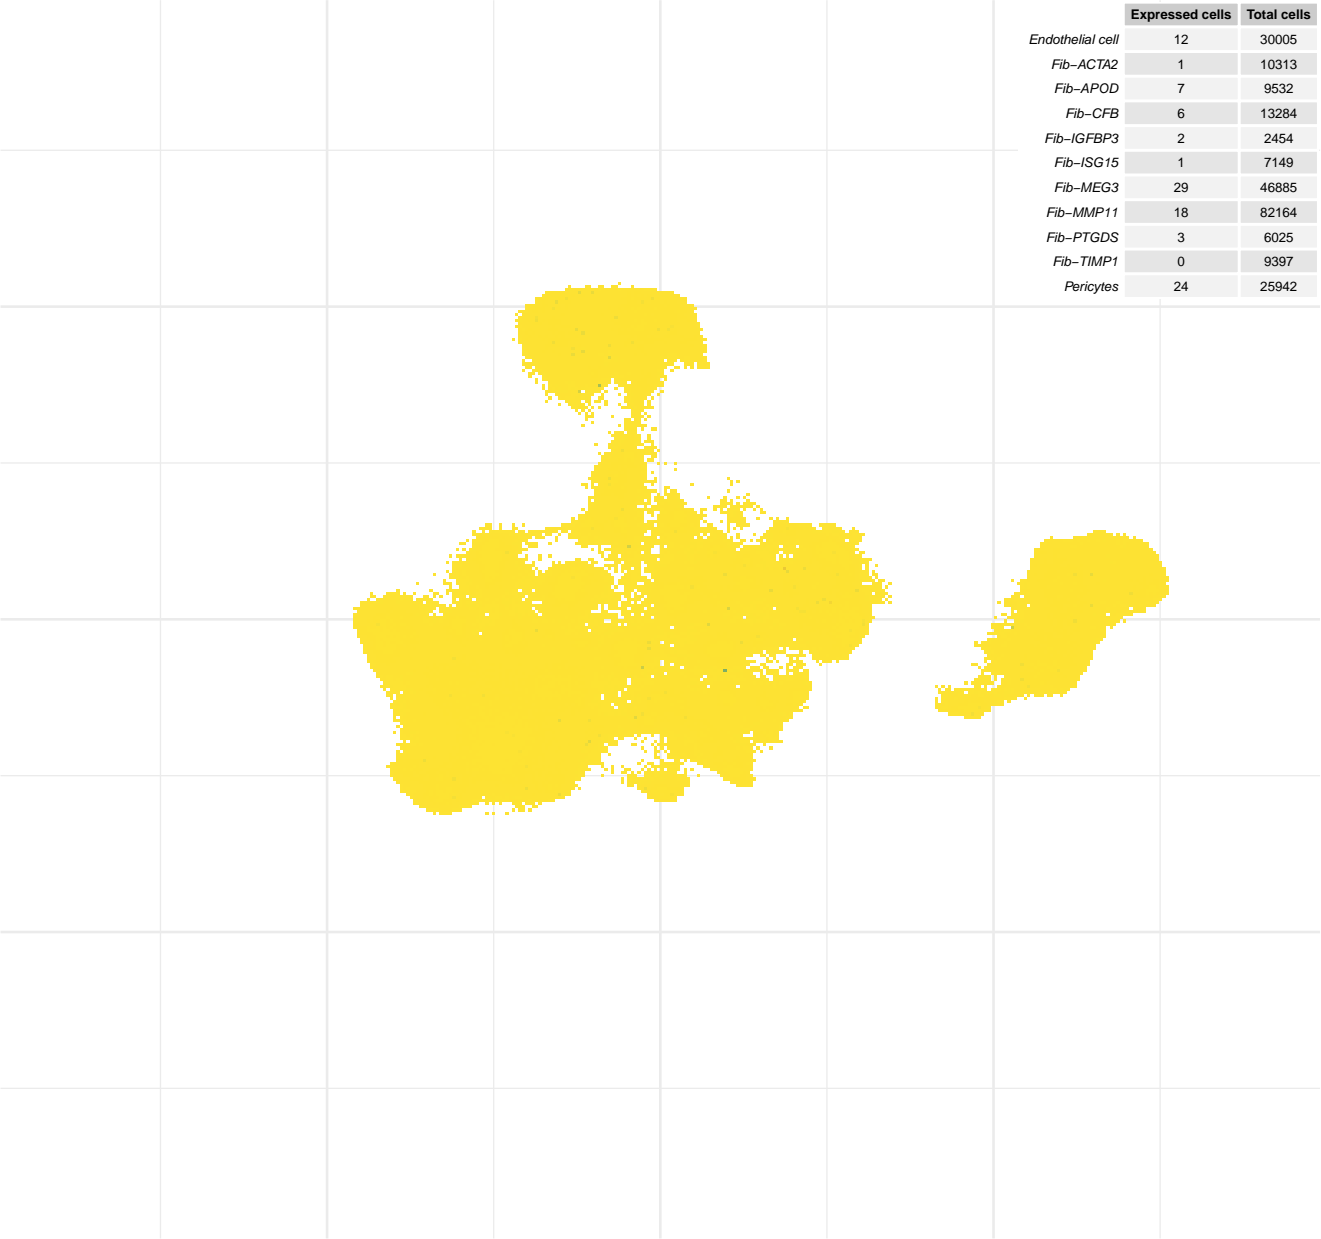 Expressed cells Total cells
Endothelial cell 12 30005
Fib−ACTA2 1 10313
Fib−APOD 7 9532
Fib−CFB 6 13284
Fib−IGFBP3 2 2454
Fib−ISG15 1 7149
Fib−MEG3 29 46885
Fib−MMP11 18 82164
Fib−PTGDS 3 6025
Fib−TIMP1 0 9397
Pericytes 24 25942